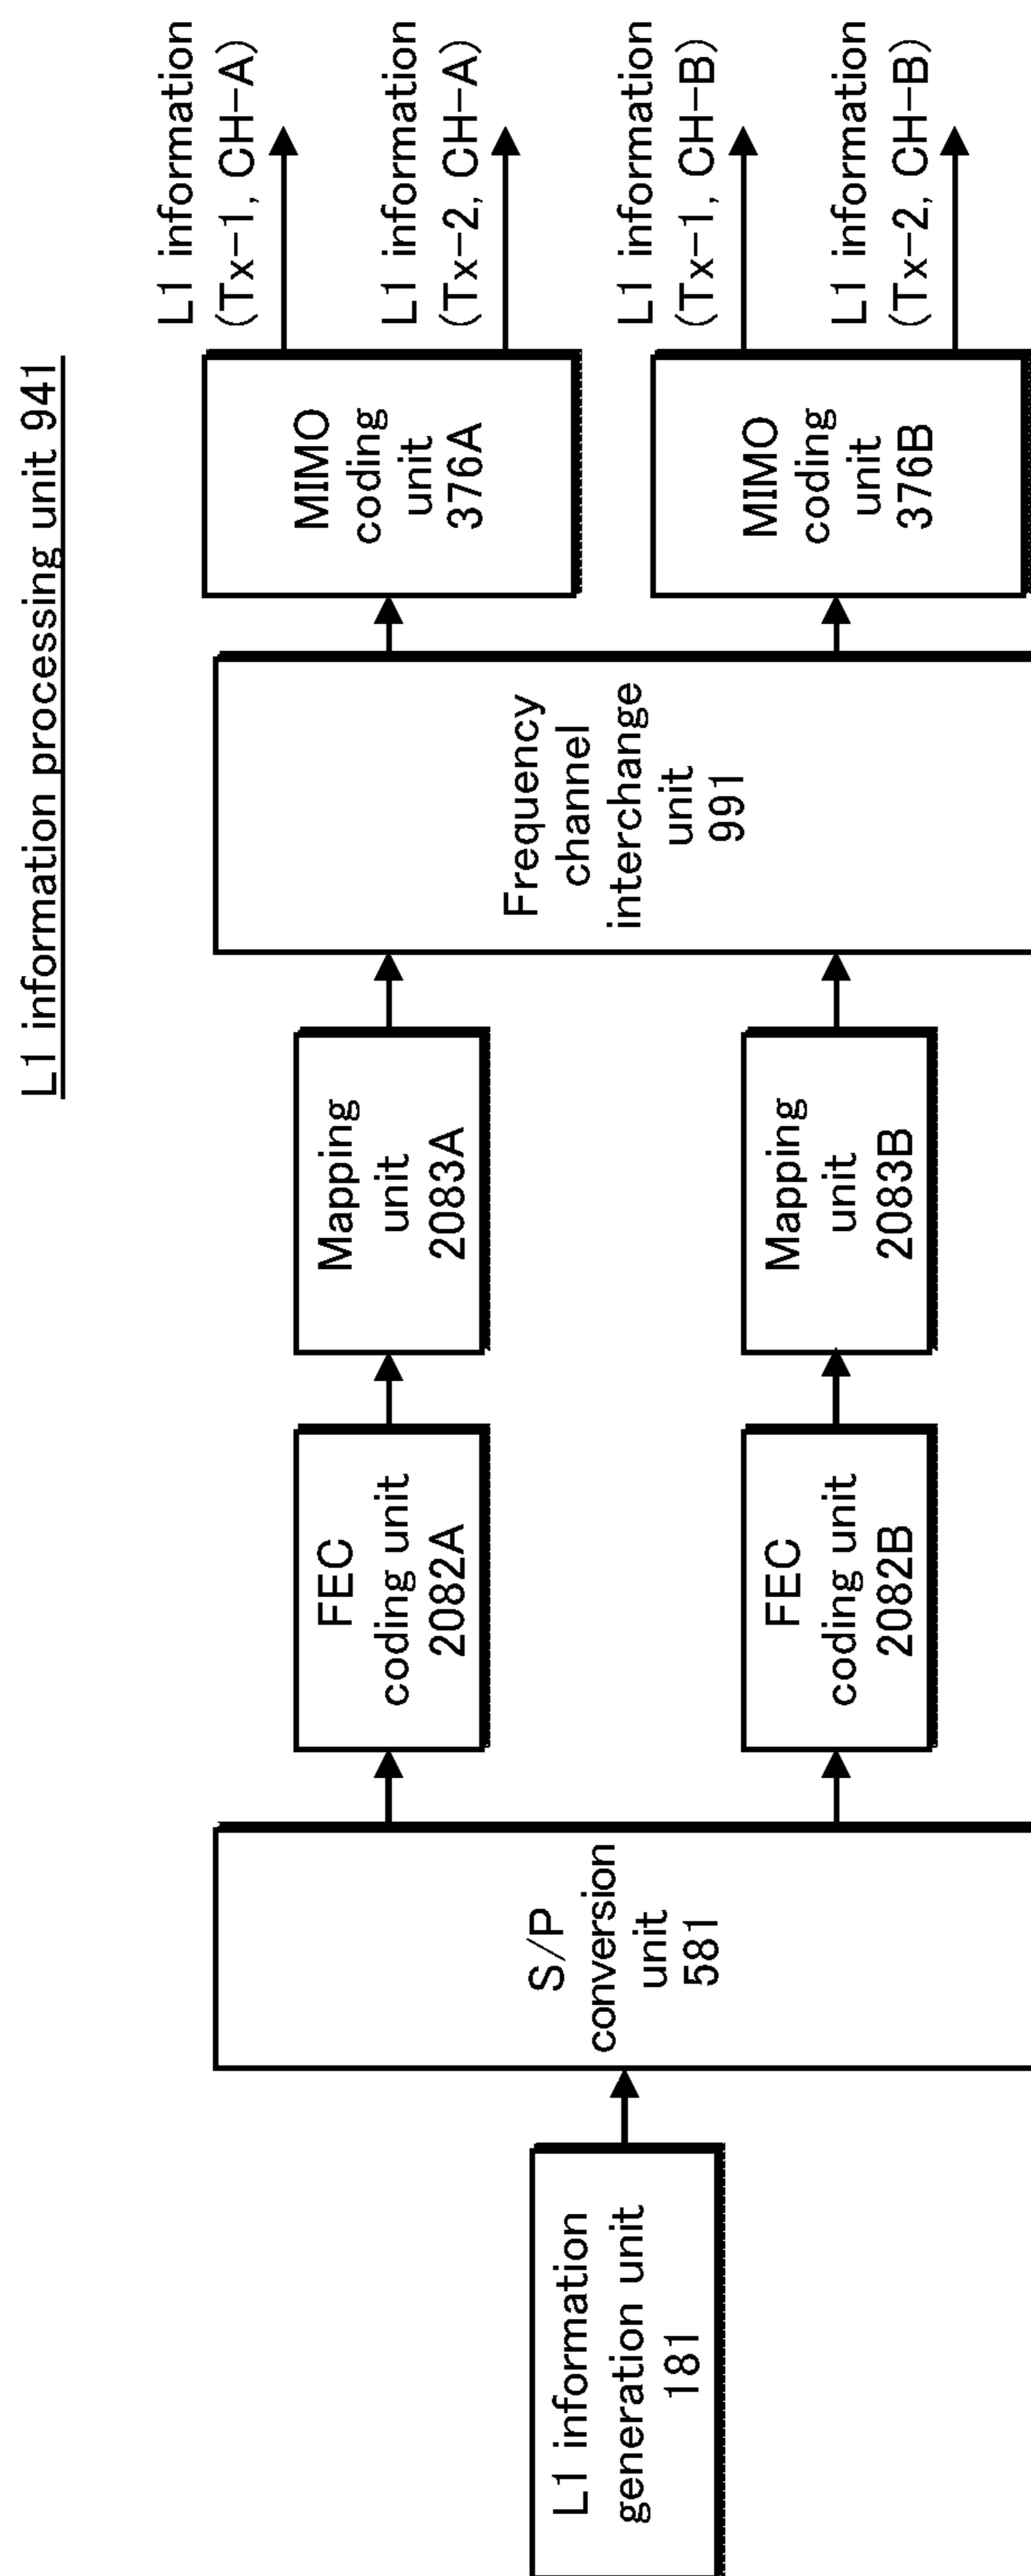 L1 information processing unit 941
L1 information
generation unit
181
S/P
conversion
unit
581
FEC
coding unit
2082A
Mapping
unit
2083A
FEC
coding unit
2082B
Mapping
unit
2083B
Frequency
channel
interchange
unit
991
MIMO
coding
unit
376A
MIMO
coding
unit
376B
L1 information
(Tx-1, CH-A)
L1 information
(Tx-2, CH-A)
L1 information
(Tx-1, CH-B)
L1 information
(Tx-2, CH-B)